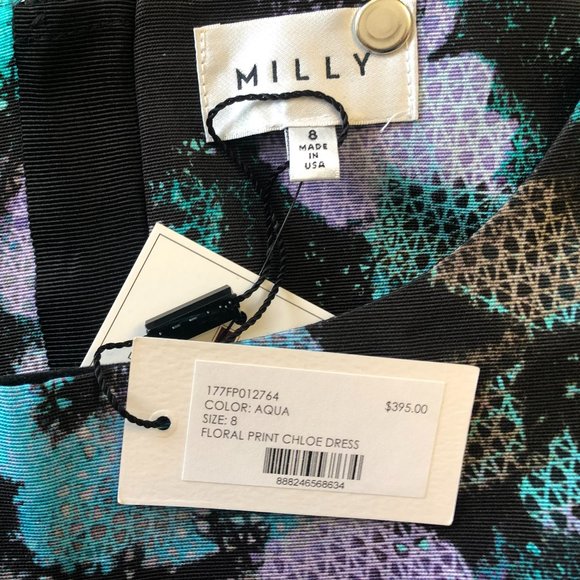 MILLY
8
MADE
IN
USA
177FP012764
COLOR: AQUA $395.00
SIZE: 8
FLORAL PRINT CHLOE DRESS
888246568634